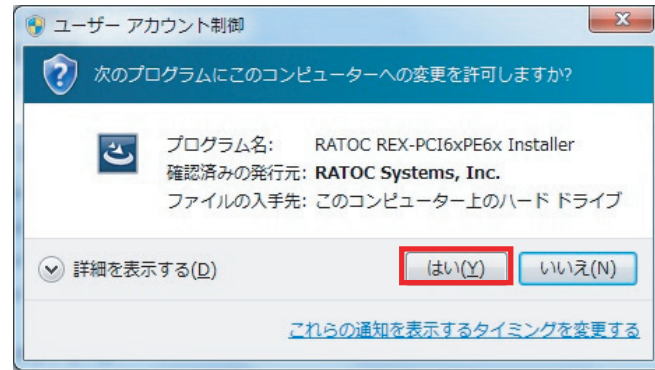 ユーザー アカウント制御
次のプログラムにこのコンピューターへの変更を許可しますか?
プログラム名: RATOC REX-PCI6xPE6x Installer
確認済みの発行元: RATOC Systems, Inc.
ファイルの入手先: このコンピューター上のハード ドライブ
詳細を表示する(D) はい(Y) いいえ(N)
これらの通知を表示するタイミングを変更する